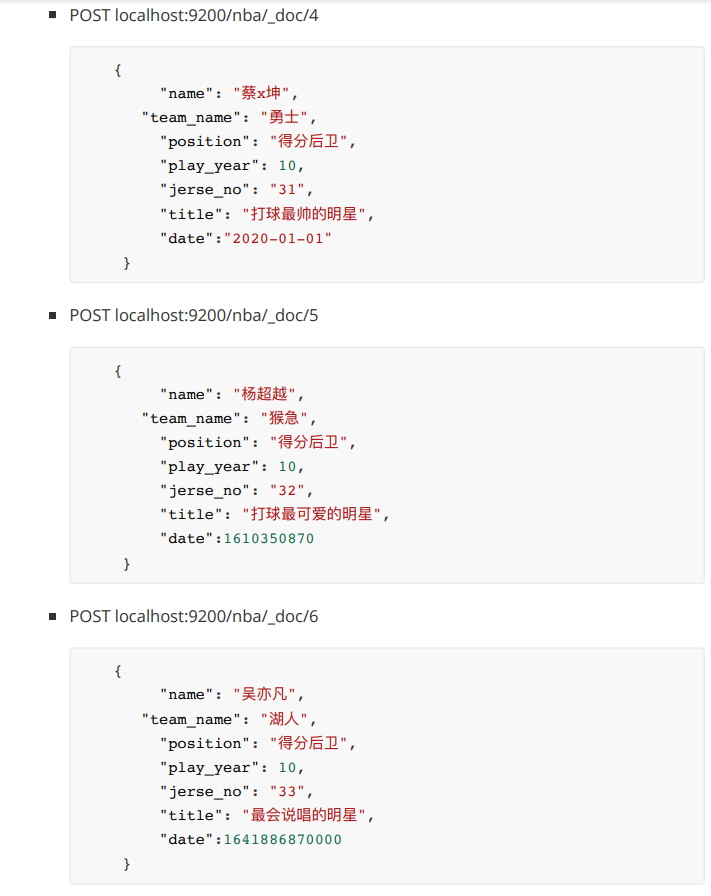 POST localhost:9200/nba/_doc/4
{
"name": "蔡x坤",
"team_name": "勇士",
"position": "得分后卫",
"play_year": 10,
"jerse_no": "31",
"title": "打球最帅的明星",
"date":"2020-01-01"
}
POST localhost:9200/nba/_doc/5
{
"name": "杨超越",
"team_name": "猴急",
"position": "得分后卫",
"play_year": 10,
"jerse_no": "32",
"title": "打球最可爱的明星",
"date":1610350870
}
POST localhost:9200/nba/_doc/6
{
"name": "吴亦凡",
"team_name": "湖人",
"position": "得分后卫",
"play_year": 10,
"jerse_no": "33",
"title": "最会说唱的明星",
"date":1641886870000
}